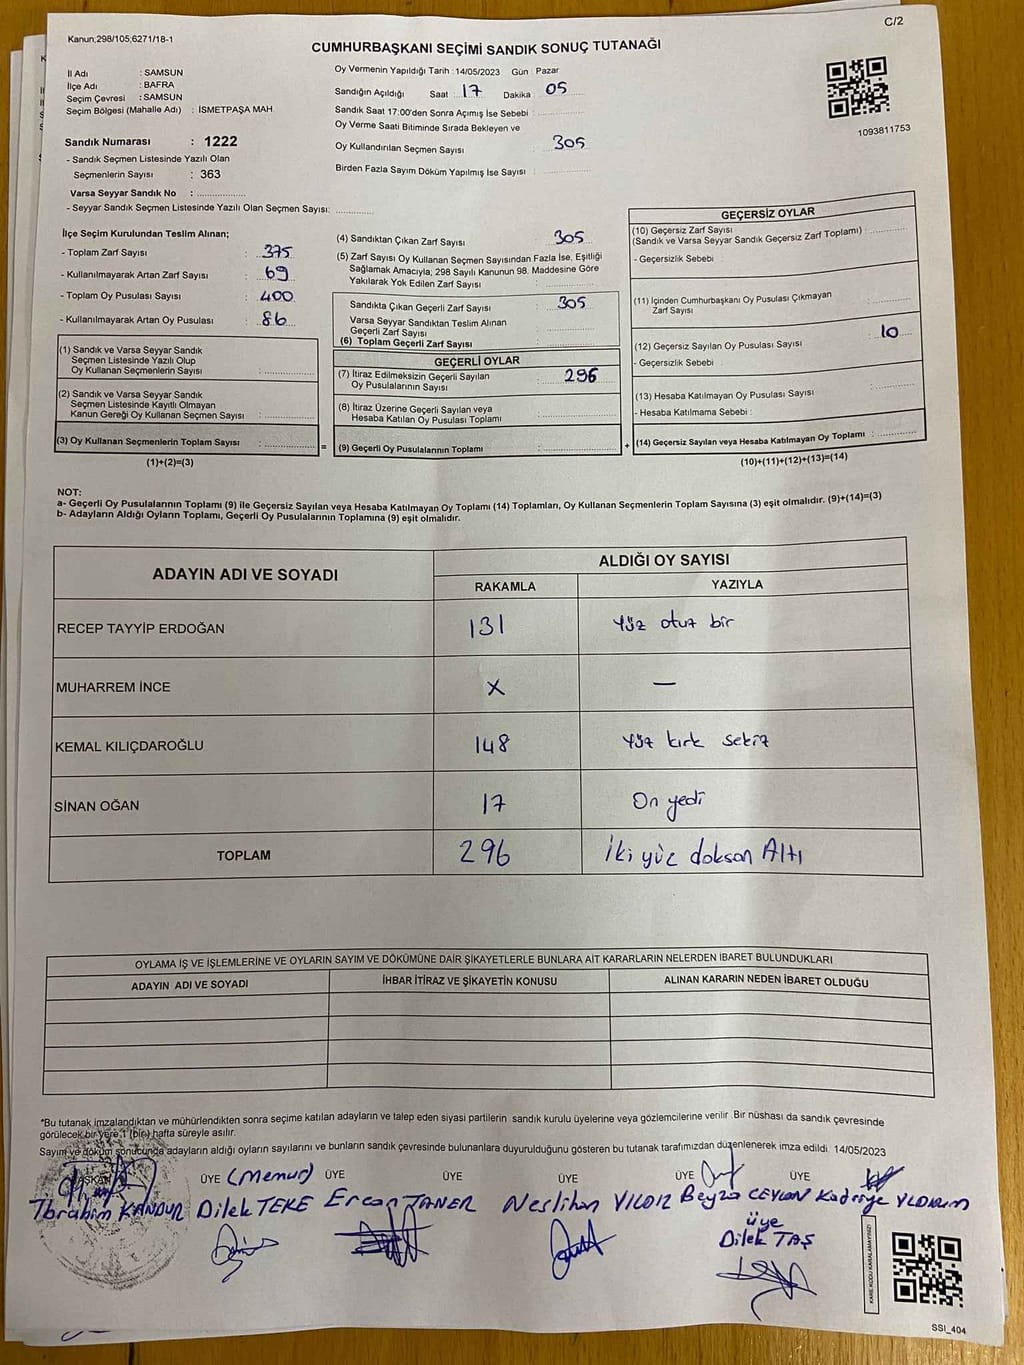 Kanun;298/105;6271/18-1
C/2
CUMHURBAŞKANI SEÇİMİ SANDIK SONUÇ TUTANAĞI
İl Adı : SAMSUN
İlçe Adı : BAFRA
Seçim Çevresi : SAMSUN
Seçim Bölgesi (Mahalle Adı) : İSMETPAŞA MAH.
Sandık Numarası : 1222
- Sandık Seçmen Listesinde Yazılı Olan
Seçmenlerin Sayısı : 363
Varsa Seyyar Sandık No :
- Seyyar Sandık Seçmen Listesinde Yazılı Olan Seçmen Sayısı:
Oy Vermenin Yapıldığı Tarih :14/05/2023 Gün : Pazar
Sandığın Açıldığı Saat : 17 Dakika : 05
Sandık Saat 17:00'den Sonra Açımış İse Sebebi :
Oy Verme Saati Bitiminde Sırada Bekleyen ve
Oy Kullandırılan Seçmen Sayısı : 305
Birden Fazla Sayım Döküm Yapılmış İse Sayısı :
1093811753
İlçe Seçim Kurulundan Teslim Alınan;
- Toplam Zarf Sayısı : 375
- Kullanılmayarak Artan Zarf Sayısı : 69
- Toplam Oy Pusulası Sayısı : 400
- Kullanılmayarak Artan Oy Pusulası : 86
(1) Sandık ve Varsa Seyyar Sandık
Seçmen Listesinde Yazılı Olup
Oy Kullanan Seçmenlerin Sayısı :
(2) Sandık ve Varsa Seyyar Sandık
Seçmen Listesinde Kayıtlı Olmayan
Kanun Gereği Oy Kullanan Seçmen Sayısı :
(3) Oy Kullanan Seçmenlerin Toplam Sayısı : =
(1)+(2)=(3)
(4) Sandıktan Çıkan Zarf Sayısı : 305
(5) Zarf Sayısı Oy Kullanan Seçmen Sayısından Fazla İse, Eşitliği
Sağlamak Amacıyla; 298 Sayılı Kanunun 98. Maddesine Göre
Yakılarak Yok Edilen Zarf Sayısı :
Sandıkta Çıkan Geçerli Zarf Sayısı : 305
Varsa Seyyar Sandıktan Teslim Alınan
Geçerli Zarf Sayısı :
(6) Toplam Geçerli Zarf Sayısı :
GEÇERLİ OYLAR
(7) İtiraz Edilmeksizin Geçerli Sayılan
Oy Pusulalarının Sayısı : 296
(8) İtiraz Üzerine Geçerli Sayılan veya
Hesaba Katılan Oy Pusulası Toplamı :
(9) Geçerli Oy Pusulalarının Toplamı : +
GEÇERSİZ OYLAR
(10) Geçersiz Zarf Sayısı
(Sandık ve Varsa Seyyar Sandık Geçersiz Zarf Toplamı) :
- Geçersizlik Sebebi :
(11) İçinden Cumhurbaşkanı Oy Pusulası Çıkmayan
Zarf Sayısı :
(12) Geçersiz Sayılan Oy Pusulası Sayısı : 10
- Geçersizlik Sebebi :
(13) Hesaba Katılmayan Oy Pusulası Sayısı :
- Hesaba Katılmama Sebebi :
(14) Geçersiz Sayılan veya Hesaba Katılmayan Oy Toplamı :
(10)+(11)+(12)+(13)=(14)
NOT:
a- Geçerli Oy Pusulalarının Toplamı (9) ile Geçersiz Sayılan veya Hesaba Katılmayan Oy Toplamı (14) Toplamları, Oy Kullanan Seçmenlerin Toplam Sayısına (3) eşit olmalıdır. (9)+(14)=(3)
b- Adayların Aldığı Oyların Toplamı, Geçerli Oy Pusulalarının Toplamına (9) eşit olmalıdır.
ADAYIN ADI VE SOYADI ALDIĞI OY SAYISI
RAKAMLA YAZIYLA
RECEP TAYYİP ERDOĞAN 131 Yüz otuz bir
MUHARREM İNCE X —
KEMAL KILIÇDAROĞLU 148 Yüz kırk sekiz
SİNAN OĞAN 17 On yedi
TOPLAM 296 İki yüz doksan Altı
OYLAMA İŞ VE İŞLEMLERİNE VE OYLARIN SAYIM VE DÖKÜMÜNE DAİR ŞİKAYETLERLE BUNLARA AİT KARARLARIN NELERDEN İBARET BULUNDUKLARI
ADAYIN ADI VE SOYADI İHBAR İTİRAZ VE ŞİKAYETİN KONUSU ALINAN KARARIN NEDEN İBARET OLDUĞU
*Bu tutanak imzalandıktan ve mühürlendikten sonra seçime katılan adayların ve talep eden siyasi partilerin sandık kurulu üyelerine veya gözlemcilerine verilir .Bir nüshası da sandık çevresinde
görülecek bir yere 1 (bir) hafta süreyle asılır.
Sayım ve döküm sonucunda adayların aldığı oyların sayılarını ve bunların sandık çevresinde bulunanlara duyurulduğunu gösteren bu tutanak tarafımızdan düzenlenerek imza edildi. 14/05/2023
BAŞKAN ÜYE (Memur) ÜYE ÜYE ÜYE ÜYE ÜYE
İbrahim KANDUR Dilek TEKE Ercan TANER Neslihan YILDIZ Beyza CEYLAN Kadriye YILDIRIM
üye
Dilek TAŞ
KARE KODU KARALAMAYINIZ!
SSI_404